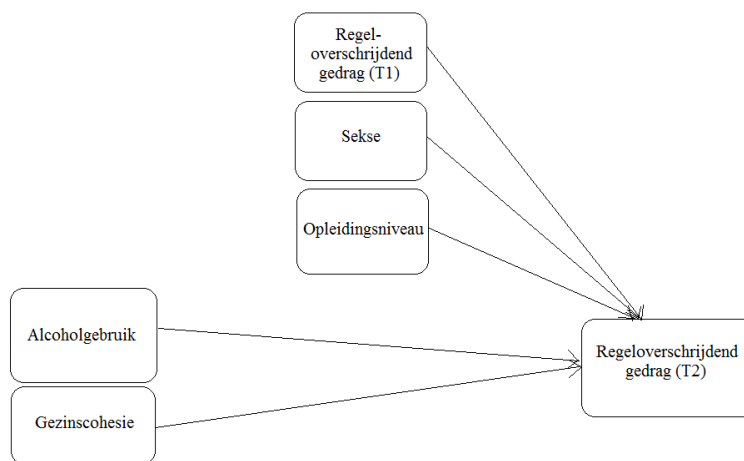 Regel-
overschrijdend
gedrag (T1)
Sekse
Opleidingsniveau
Alcoholgebruik
Gezinscohesie
Regeloverschrijdend
gedrag (T2)